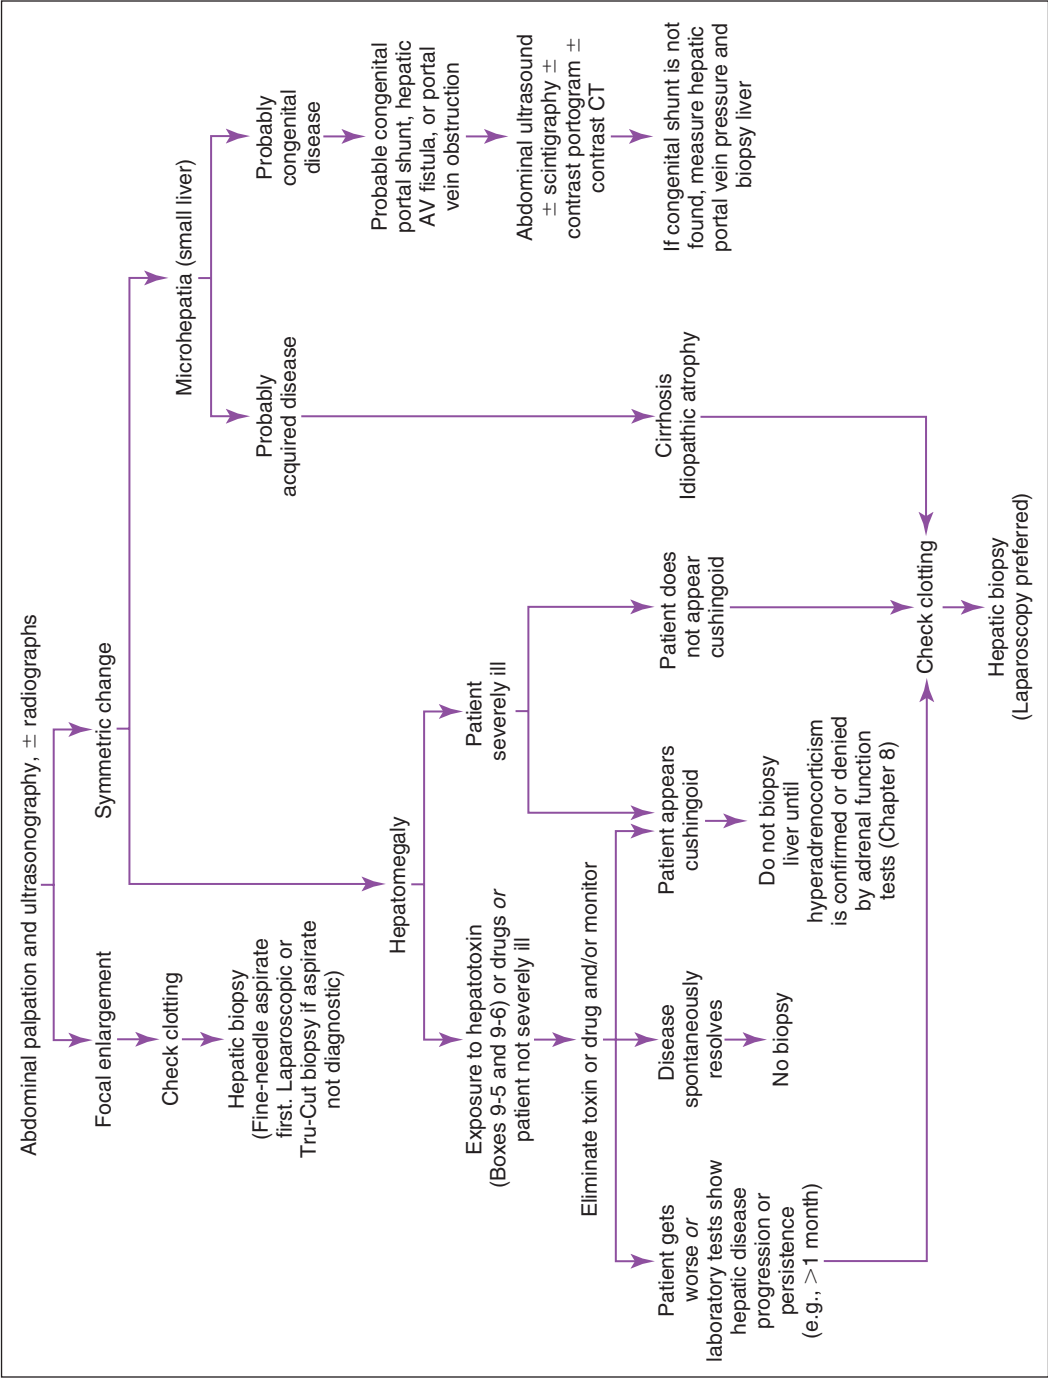 Abdominal palpation and ultrasonography, ± radiographs
Focal enlargement
Check clotting
Hepatic biopsy
(Fine-needle aspirate
first. Laparoscopic or
Tru-Cut biopsy if aspirate
not diagnostic)
Symmetric change
Hepatomegaly
Exposure to hepatotoxin
(Boxes 9-5 and 9-6) or drugs or
patient not severely ill
Eliminate toxin or drug and/or monitor
Patient gets
worse or
laboratory tests show
hepatic disease
progression or
persistence
(e.g., >1 month)
Disease
spontaneously
resolves
No biopsy
Patient
severely ill
Patient appears
cushingoid
Do not biopsy
liver until
hyperadrenocorticism
is confirmed or denied
by adrenal function
tests (Chapter 8)
Patient does
not appear
cushingoid
Microhepatia (small liver)
Probably
acquired disease
Cirrhosis
Idiopathic atrophy
Check clotting
Hepatic biopsy
(Laparoscopy preferred)
Probably
congenital
disease
Probable congenital
portal shunt, hepatic
AV fistula, or portal
vein obstruction
Abdominal ultrasound
± scintigraphy ±
contrast portogram ±
contrast CT
If congenital shunt is not
found, measure hepatic
portal vein pressure and
biopsy liver